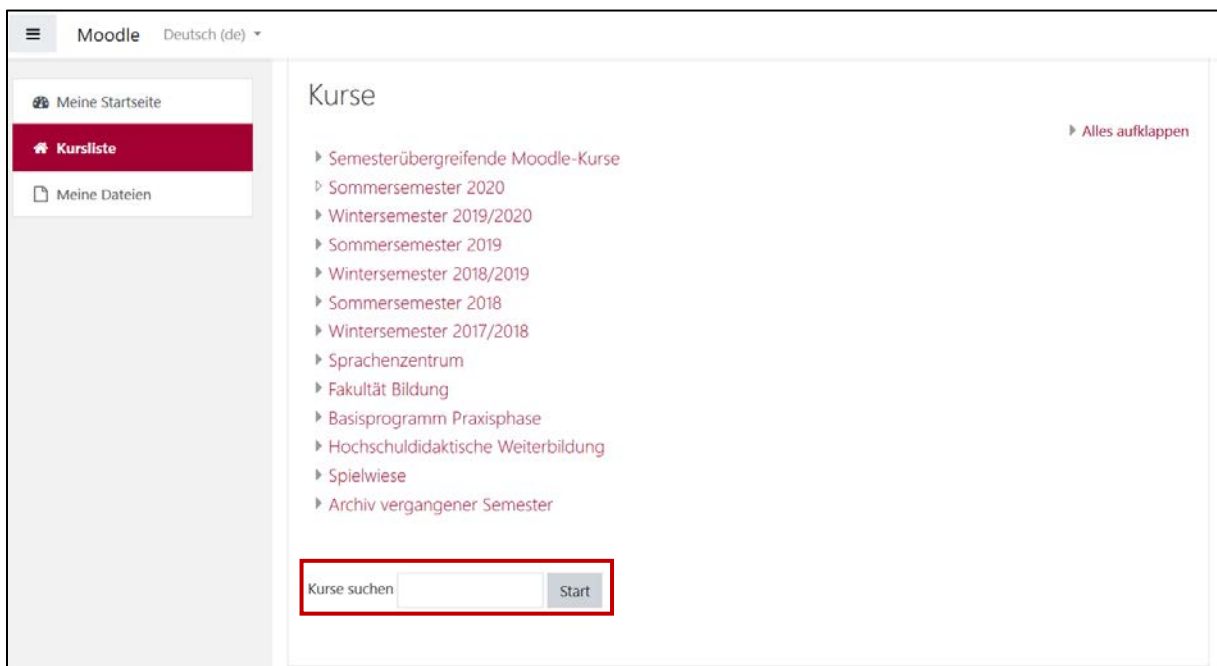 Moodle Deutsch (de)
Meine Startseite
Kursliste
Meine Dateien
Kurse
Alles aufklappen
Semesterübergreifende Moodle-Kurse
Sommersemester 2020
Wintersemester 2019/2020
Sommersemester 2019
Wintersemester 2018/2019
Sommersemester 2018
Wintersemester 2017/2018
Sprachenzentrum
Fakultät Bildung
Basisprogramm Praxisphase
Hochschuldidaktische Weiterbildung
Spielwiese
Archiv vergangener Semester
Kurse suchen Start